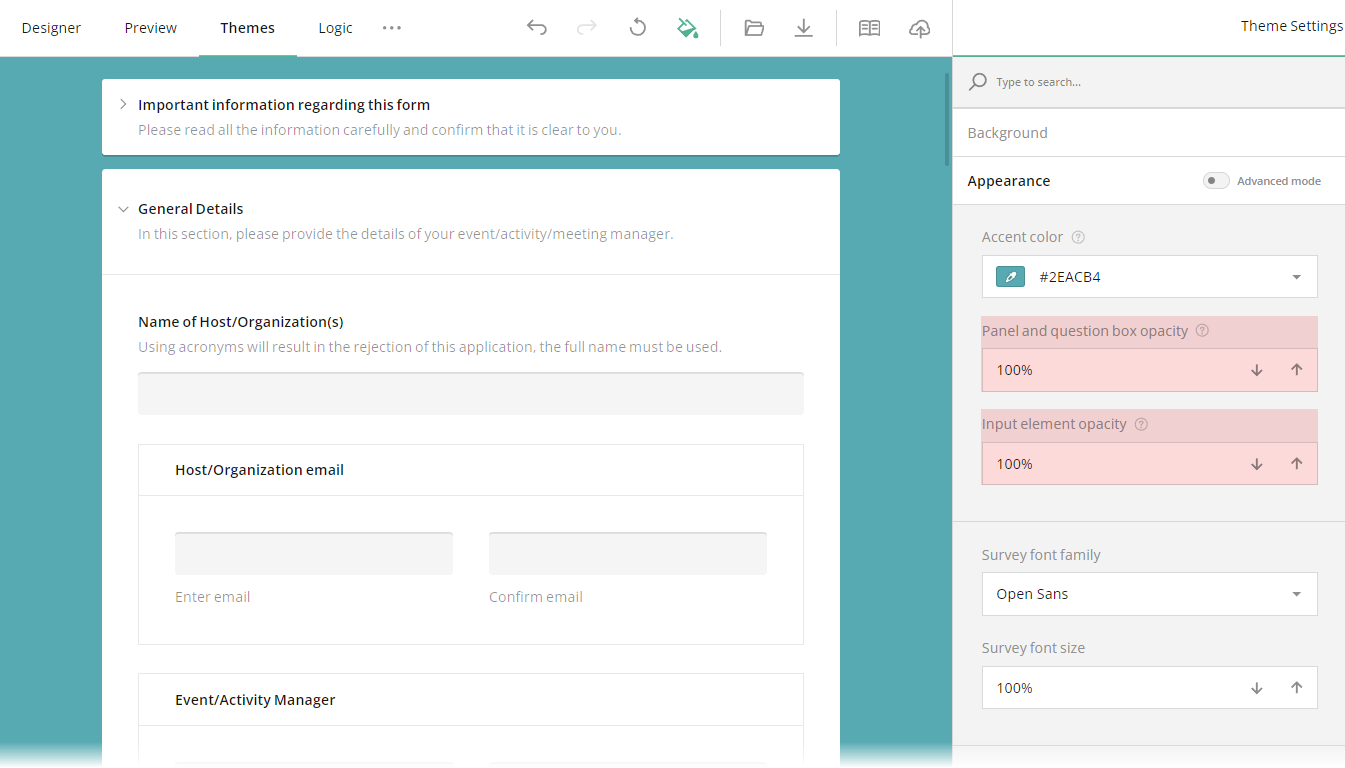 Designer Preview Themes Logic
Theme Settings
Important information regarding this form
Please read all the information carefully and confirm that it is clear to you.
General Details
In this section, please provide the details of your event/activity/meeting manager.
Name of Host/Organization(s)
Using acronyms will result in the rejection of this application, the full name must be used.
Host/Organization email
Enter email Confirm email
Event/Activity Manager
Type to search...
Background
Appearance Advanced mode
Accent color
#2EACB4
Panel and question box opacity
100%
Input element opacity
100%
Survey font family
Open Sans
Survey font size
100%